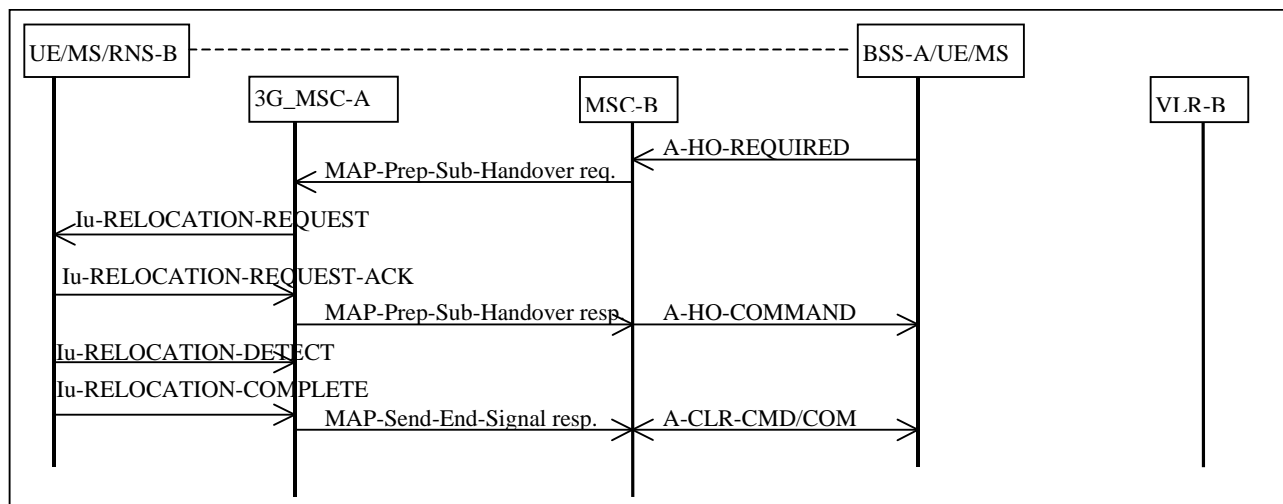 UE/MS/RNS-B
BSS-A/UE/MS
3G_MSC-A
MSC-B
VLR-B
A-HO-REQUIRED
MAP-Prep-Sub-Handover req.
Iu-RELOCATION-REQUEST
Iu-RELOCATION-REQUEST-ACK
MAP-Prep-Sub-Handover resp.
A-HO-COMMAND
Iu-RELOCATION-DETECT
Iu-RELOCATION-COMPLETE
MAP-Send-End-Signal resp.
A-CLR-CMD/COM